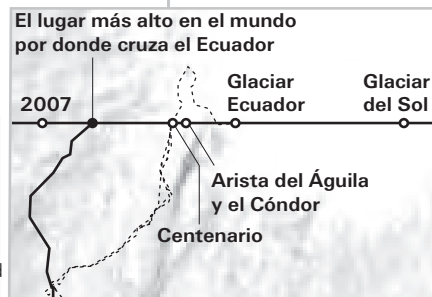 El lugar más alto en el mundo
por donde cruza el Ecuador
2007
Glaciar
Ecuador
Glaciar
del Sol
Arista del Águila
y el Cóndor
Centenario